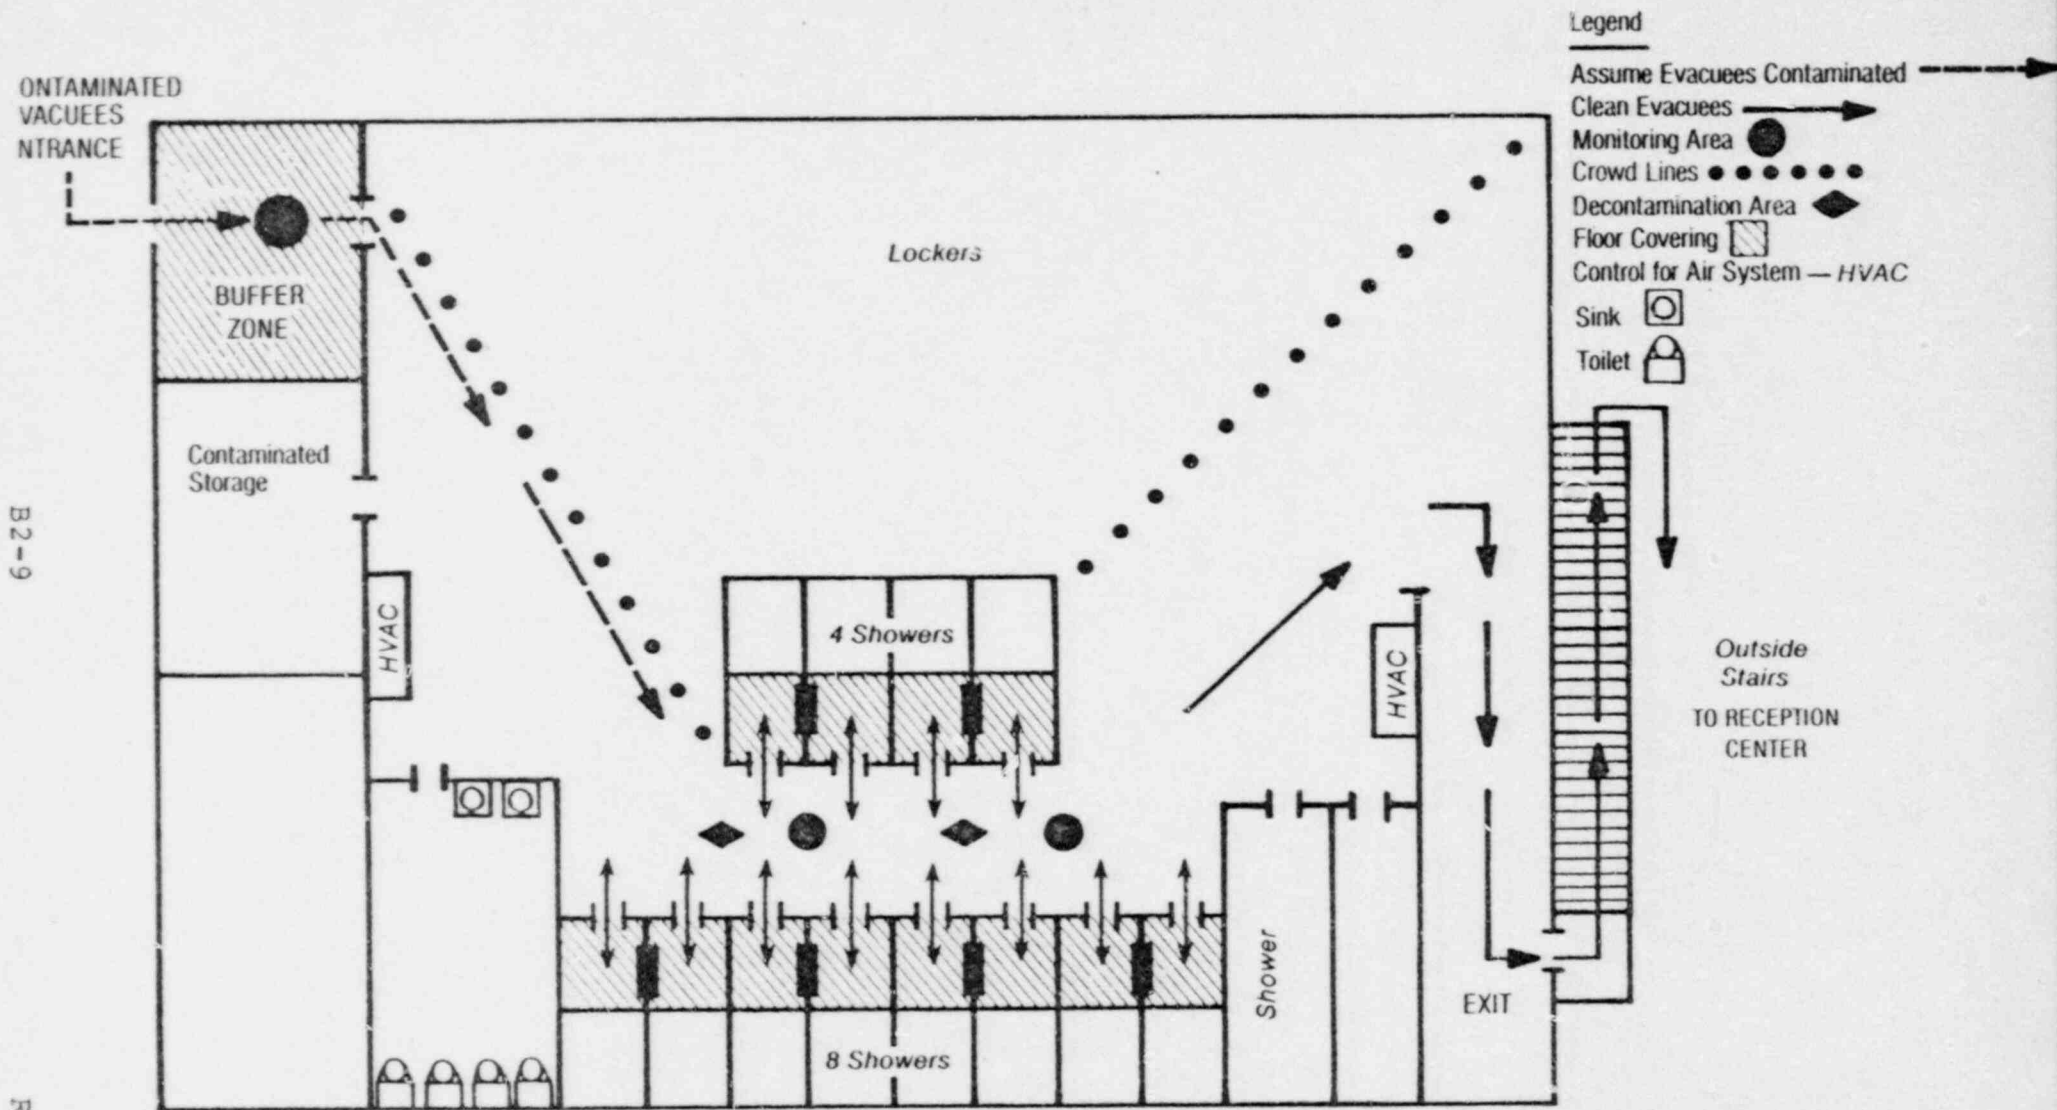 Legend
Assume Evacuees Contaminated
Clean Evacuees
Monitoring Area
Crowd Lines
Decontamination Area
Floor Covering
Control for Air System — HVAC
Sink
Toilet
ONTAMINATED
VACUEES
NTRANCE
BUFFER
ZONE
Lockers
Contaminated
Storage
B2-9
HVAC
4 Showers
HVAC
Outside
Stairs
TO RECEPTION
CENTER
Shower
EXIT
8 Showers